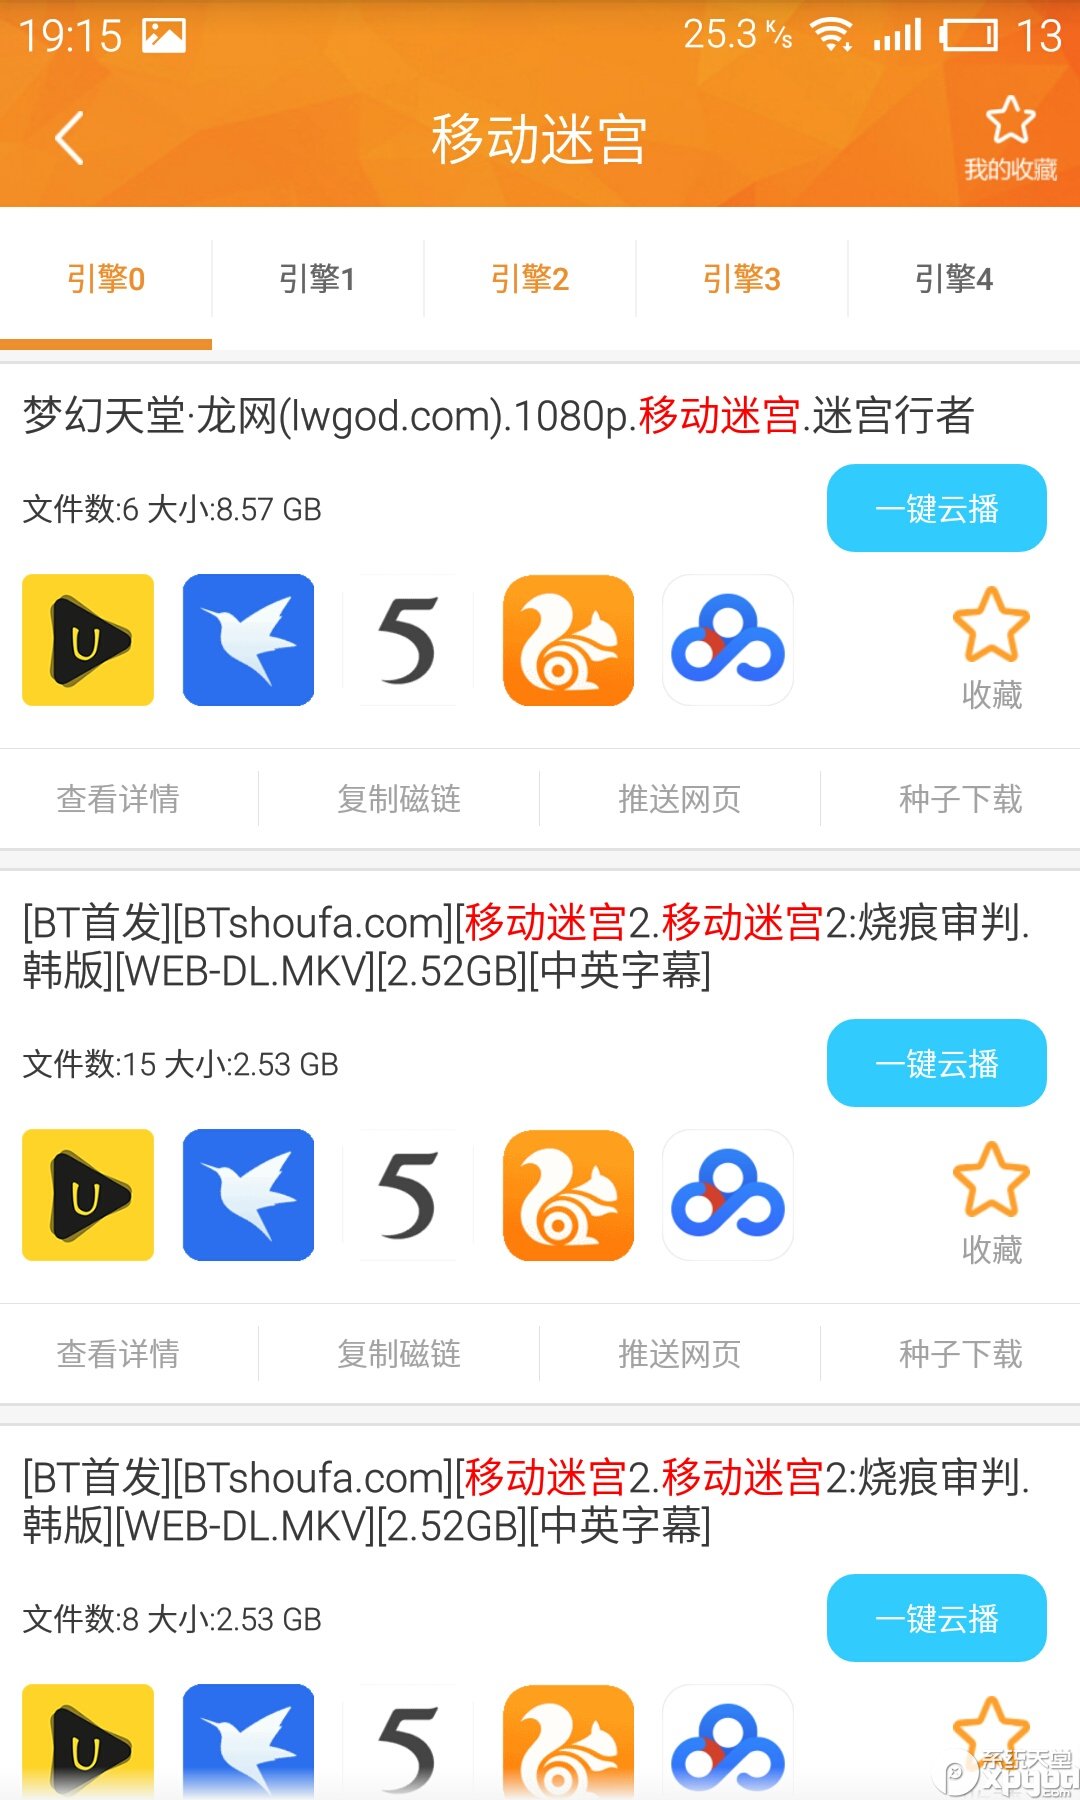 19:15
25.3 K/s
13
移动迷宫
我的收藏
引擎0
引擎1
引擎2
引擎3
引擎4
梦幻天堂·龙网(lwgod.com).1080p.移动迷宫.迷宫行者
文件数:6 大小:8.57 GB
一键云播
U
5
收藏
查看详情
复制磁链
推送网页
种子下载
[BT首发][BTshoufa.com][移动迷宫2.移动迷宫2:烧痕审判.
韩版][WEB-DL.MKV][2.52GB][中英字幕]
文件数:15 大小:2.53 GB
一键云播
U
5
收藏
查看详情
复制磁链
推送网页
种子下载
[BT首发][BTshoufa.com][移动迷宫2.移动迷宫2:烧痕审判.
韩版][WEB-DL.MKV][2.52GB][中英字幕]
文件数:8 大小:2.53 GB
一键云播
U
5
系统天堂
xpgod
.com